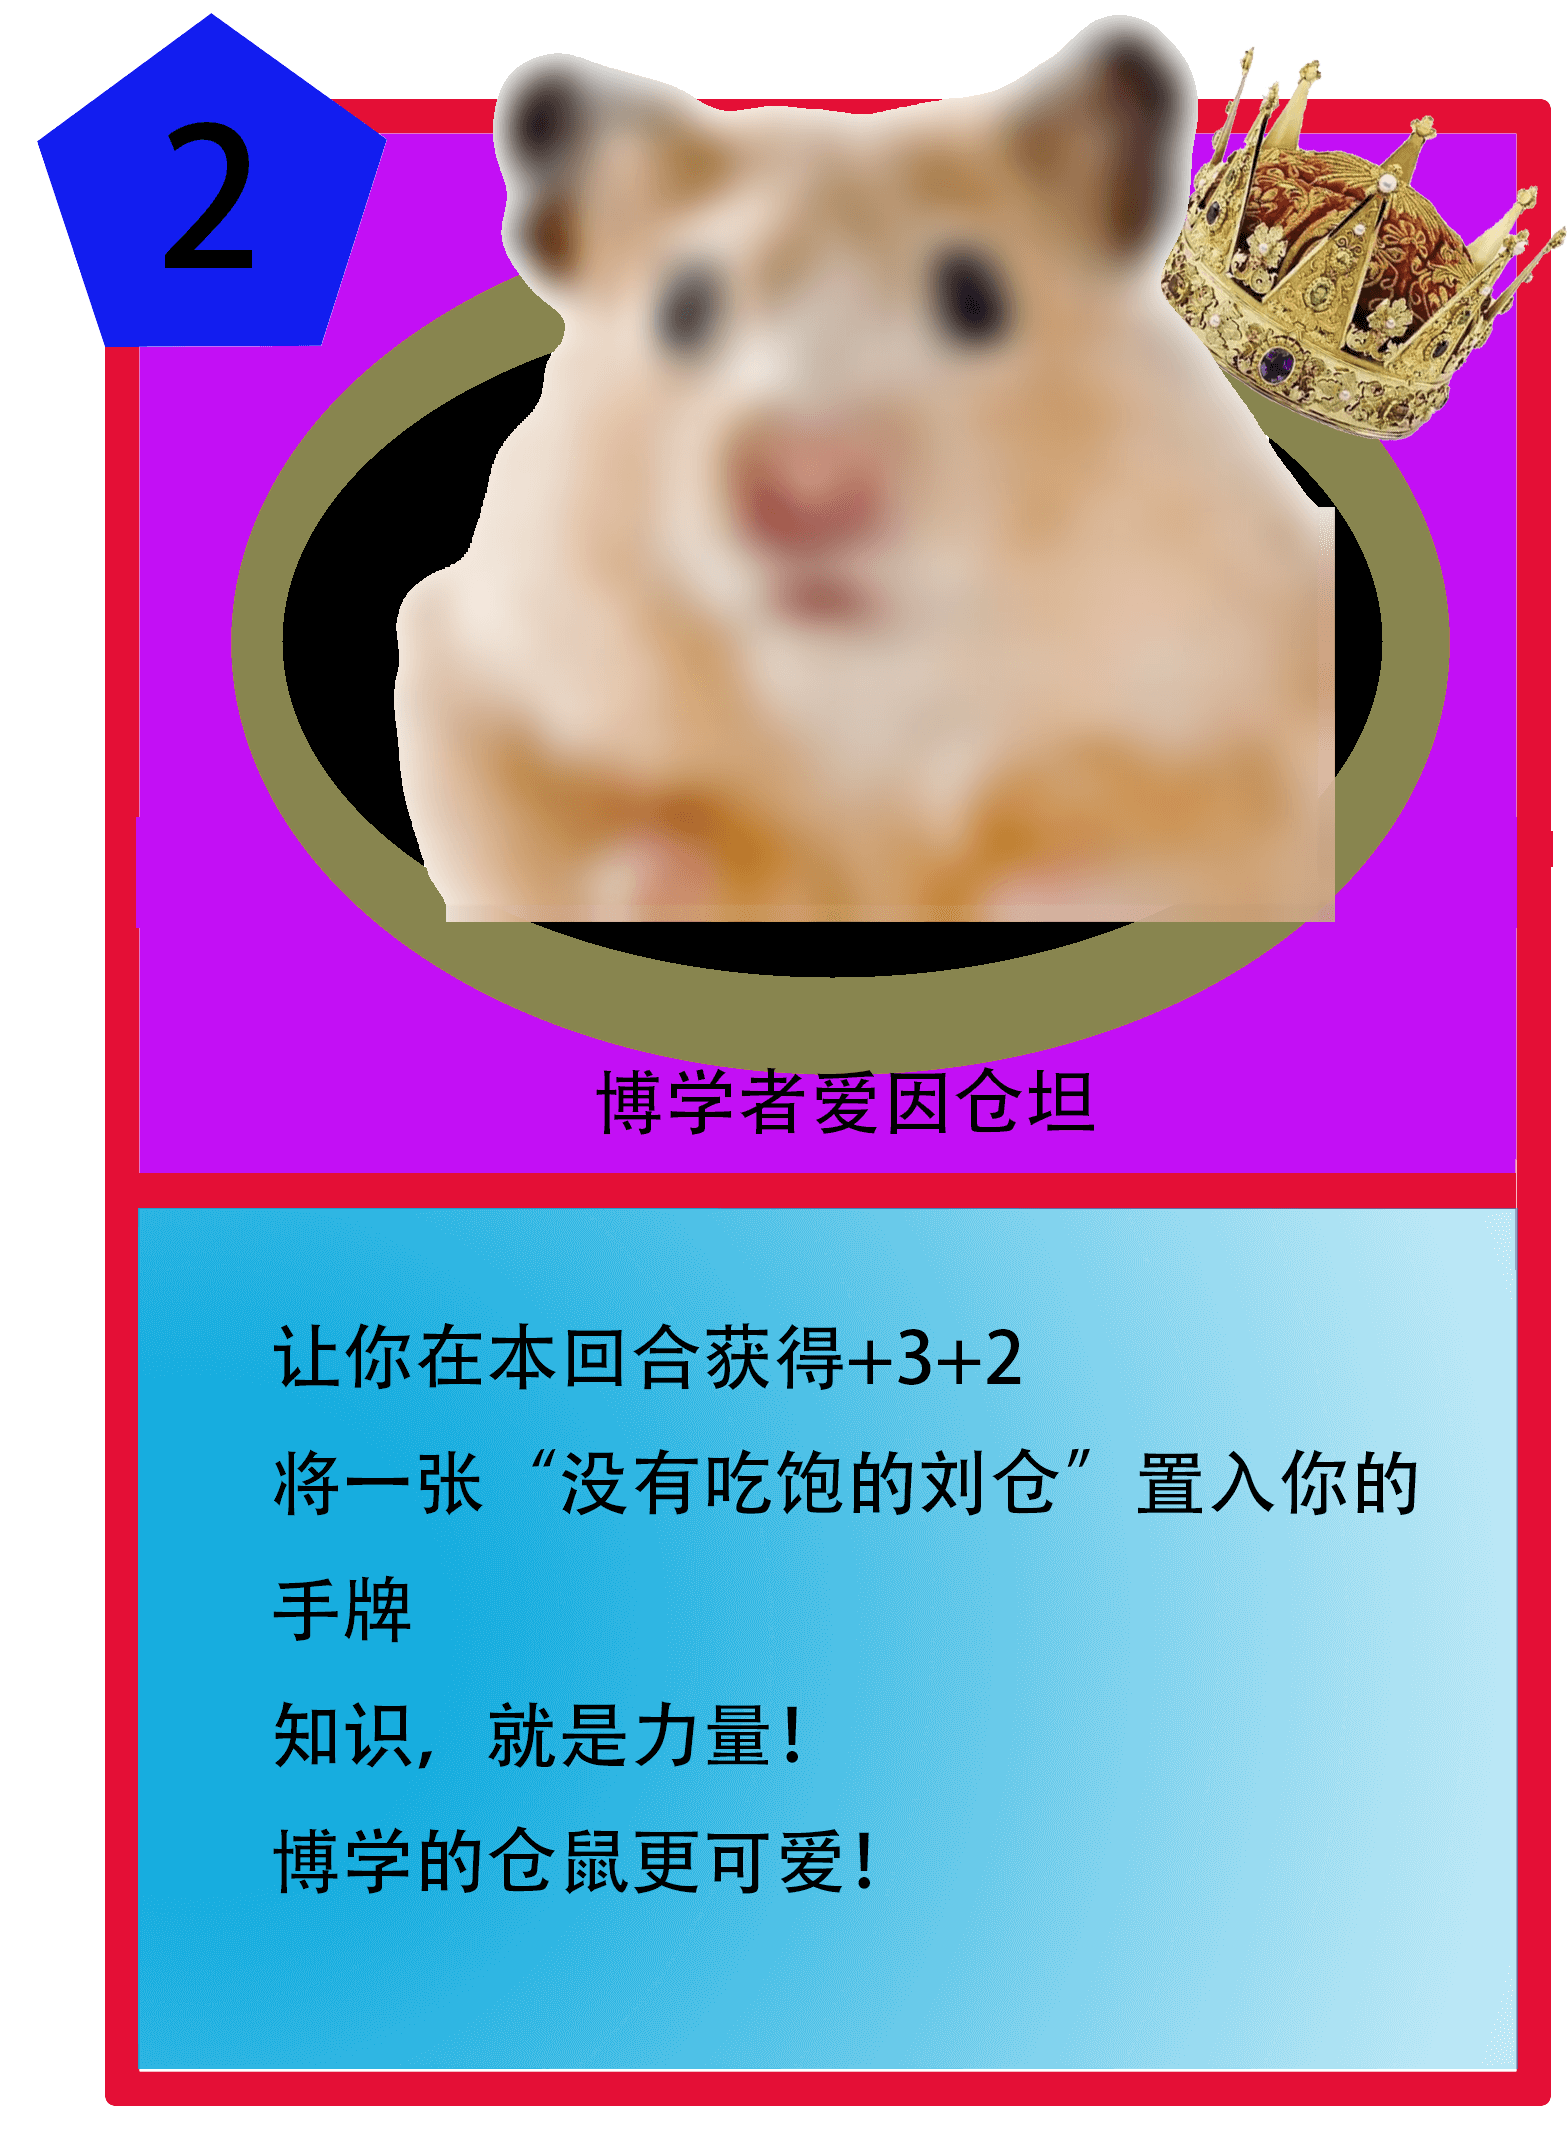 2
博学者爱因仓坦
让你在本回合获得+3+2
将一张“没有吃饱的刘仓”置入你的
手牌
知识，就是力量！
博学的仓鼠更可爱！